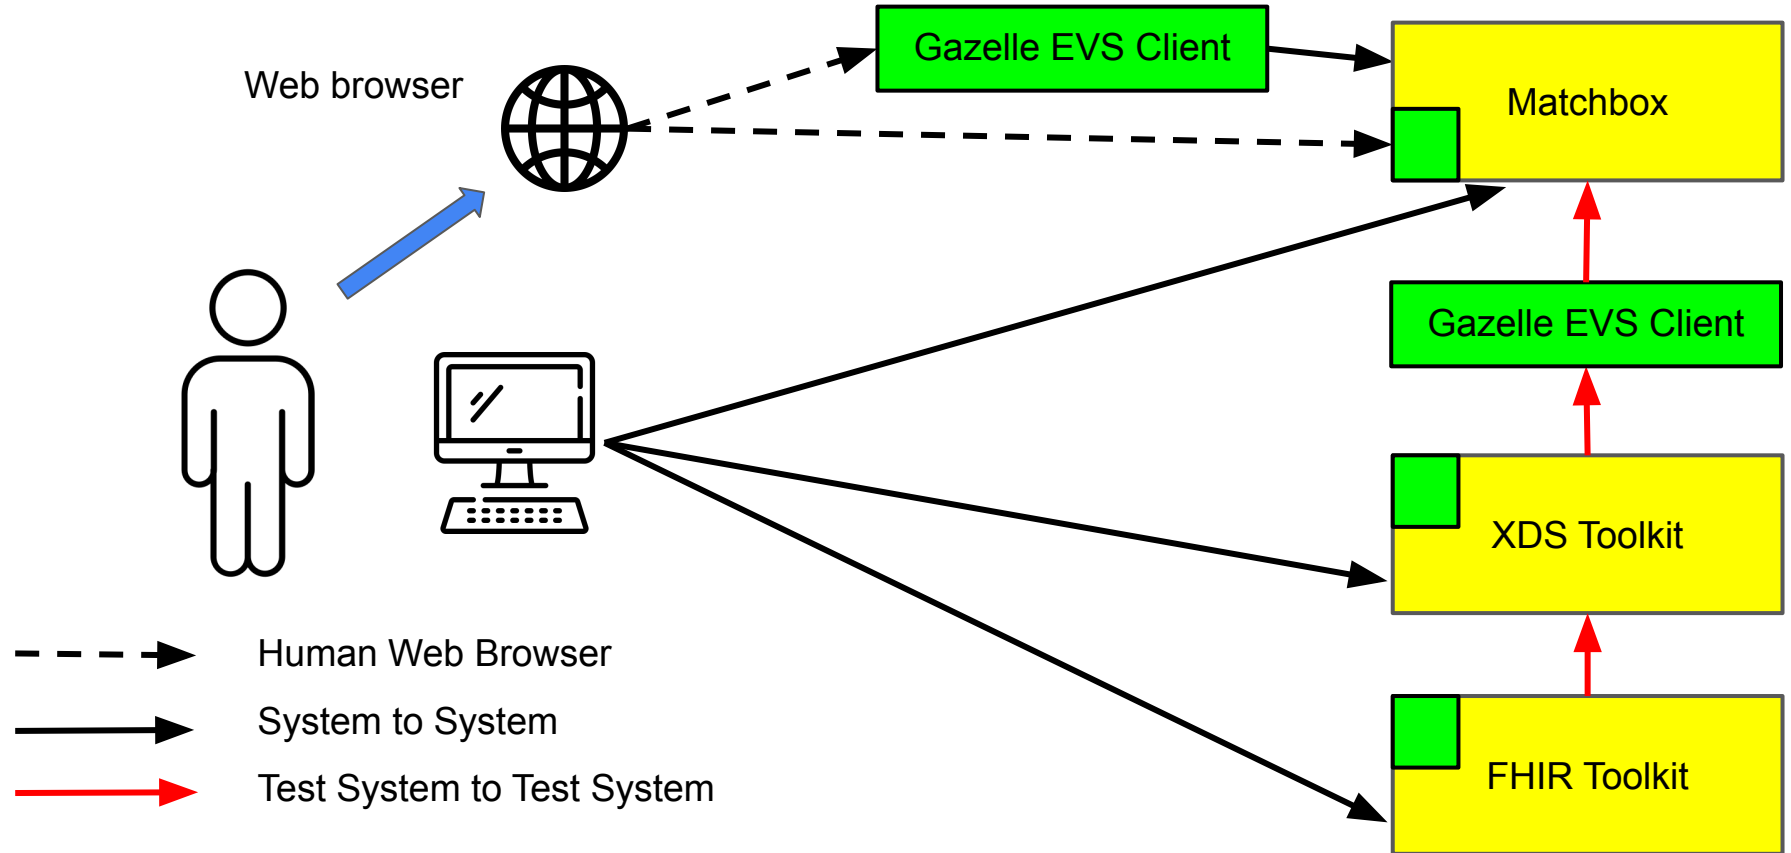 Gazelle EVS Client
Web browser
Matchbox
Gazelle EVS Client
XDS Toolkit
Human Web Browser
System to System
FHIR Toolkit
Test System to Test System